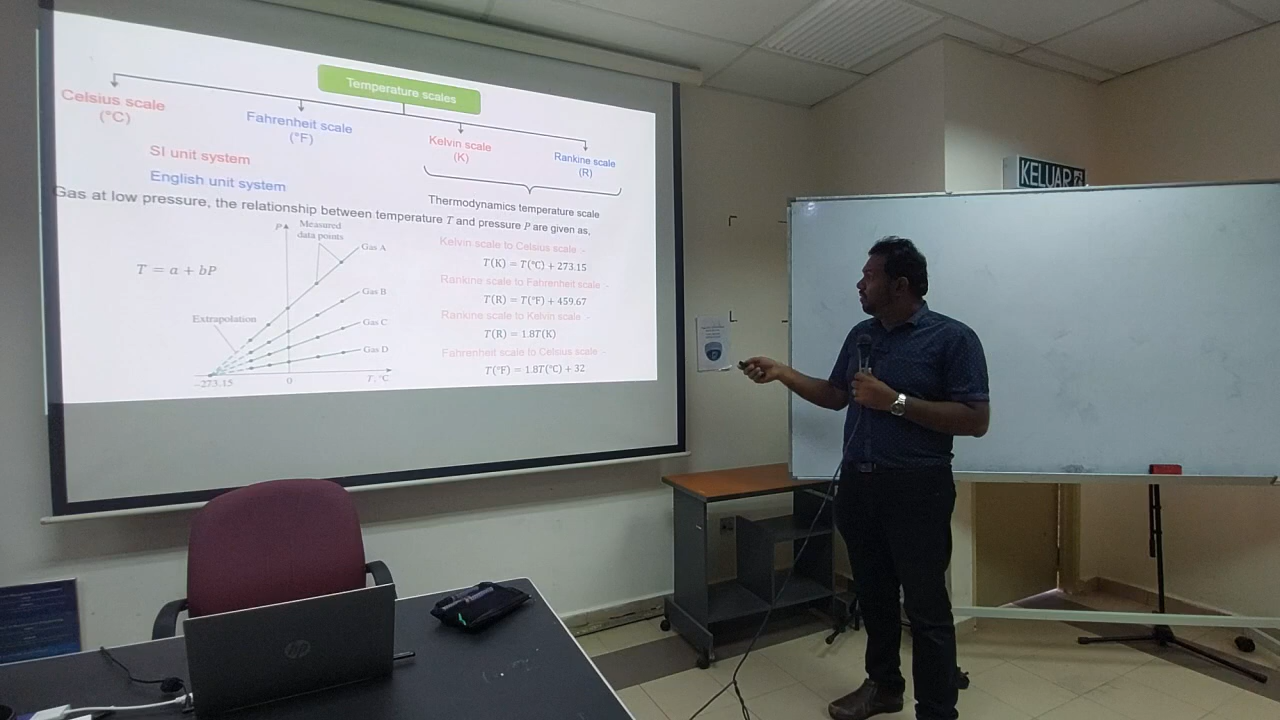 Temperature scales
Celsius scale
(°C)
Fahrenheit scale
(°F)
Kelvin scale
(K)
Rankine scale
(R)
SI unit system
English unit system
Thermodynamics temperature scale
Gas at low pressure, the relationship between temperature T and pressure P are given as,
T = a + bP
P
Measured
data points
Gas A
Gas B
Gas C
Gas D
Extrapolation
−273.15
0
T, °C
Kelvin scale to Celsius scale :-
T(K) = T(°C) + 273.15
Rankine scale to Fahrenheit scale :-
T(R) = T(°F) + 459.67
Rankine scale to Kelvin scale :-
T(R) = 1.8T(K)
Fahrenheit scale to Celsius scale :-
T(°F) = 1.8T(°C) + 32
KELUAR
hp